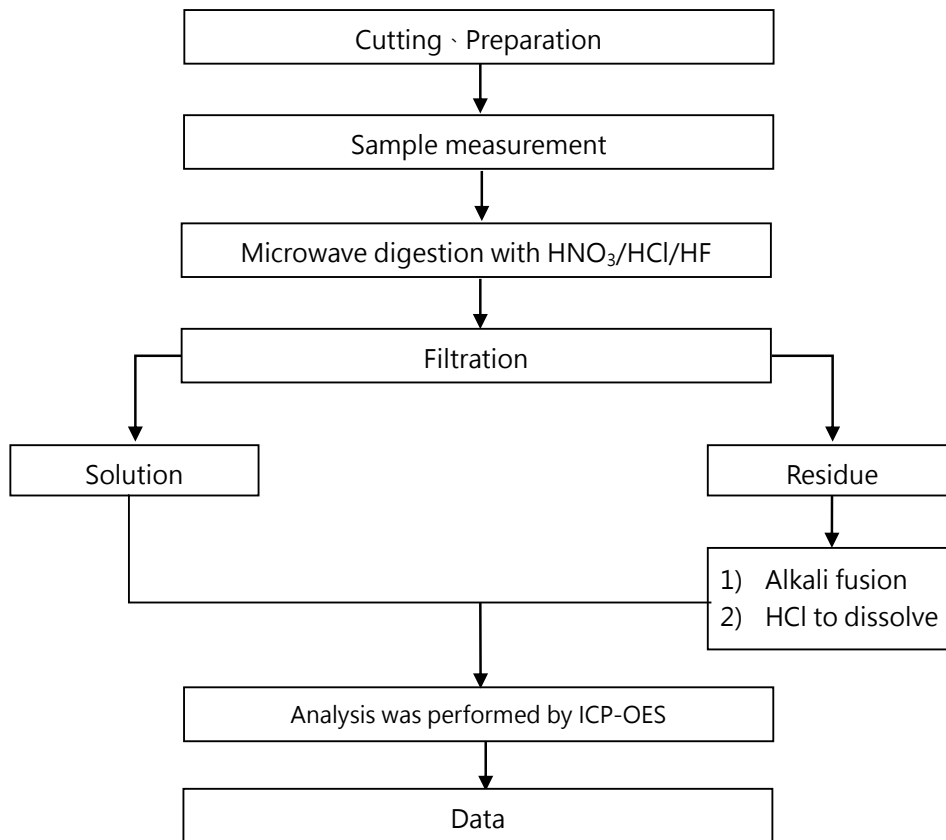 Cutting、Preparation
Sample measurement
Microwave digestion with HNO₃/HCl/HF
Filtration
Solution
Residue
1) Alkali fusion
2) HCl to dissolve
Analysis was performed by ICP-OES
Data